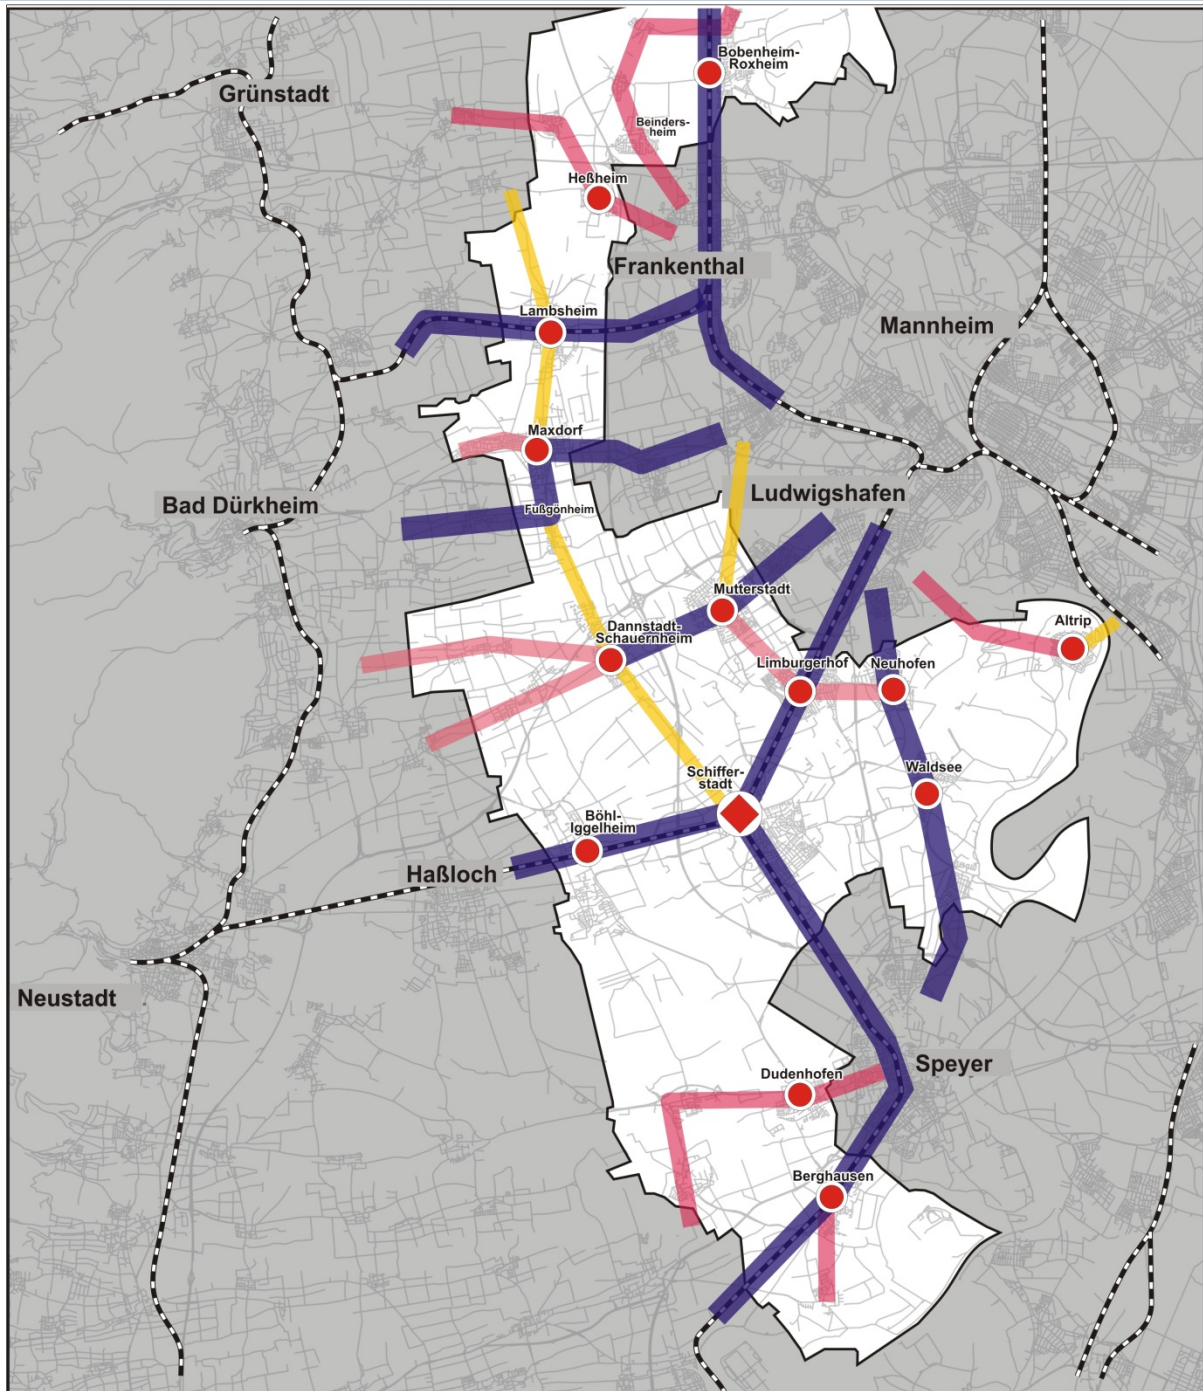 Bobenheim-
Roxheim
Grünstadt
Beinders-
heim
Heßheim
Frankenthal
Lambsheim
Mannheim
Maxdorf
Bad Dürkheim
Ludwigshafen
Fußgönheim
Mutterstadt
Dannstadt-
Schauernheim
Altrip
Limburgerhof
Neuhofen
Schiffer-
stadt
Waldsee
Böhl-
Iggelheim
Haßloch
Neustadt
Speyer
Dudenhofen
Berghausen